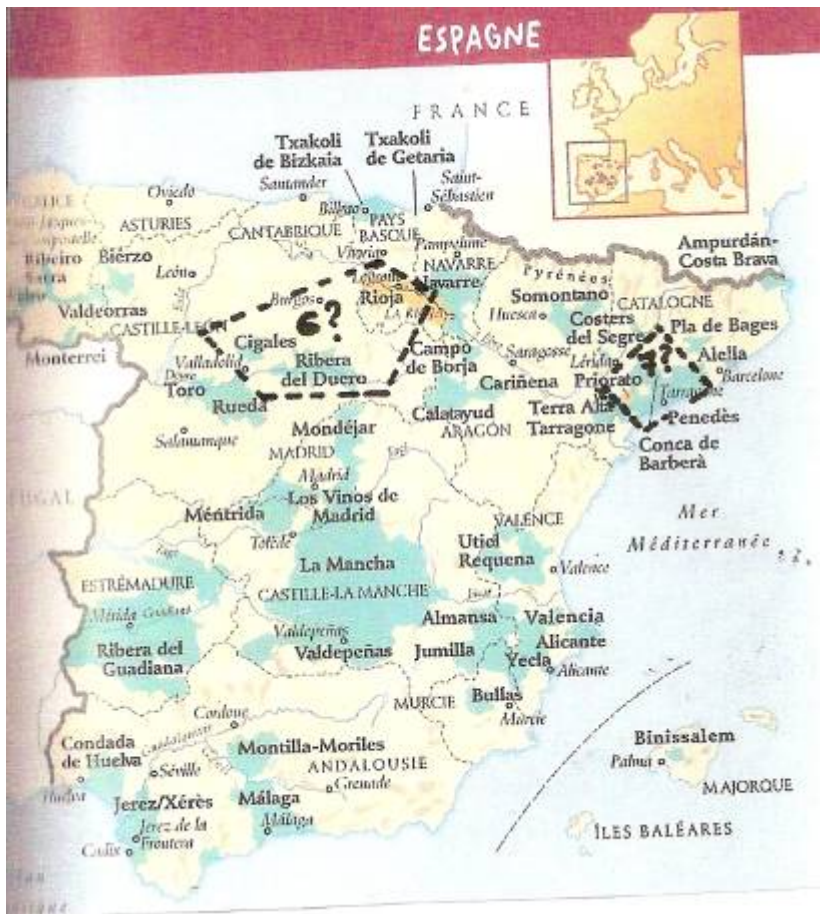 ESPAGNE
FRANCE
Txakoli
de Bizkaia
Txakoli
de Getaria
Santander
Saint-
Sébastien
Oviedo
Bilbao
ASTURIES
CANTABRIQUE
PAYS
BASQUE
Vitoria
Pampelune
NAVARRE
Navarre
Ribeiro
Bierzo
León
Valdeorras
CASTILLE-LEÓN
Monterrei
Burgos
6?
Rioja
LA RIOJA
Pyrénées
Somontano
Huesca
CATALOGNE
Ampurdán-
Costa Brava
Costers
del Segre
Pla de Bages
??
Lérida
Alella
Barcelone
Cigales
Valladolid
Ribera
del Duero
Toro
Rueda
Campo
de Borja
Saragosse
Cariñena
Priorato
Tarragone
Calatayud
ARAGÓN
Terra Alta
Tarragone
Penedès
Conca de
Barberà
Salamanque
Mondéjar
MADRID
Madrid
Los Vinos de
Madrid
Méntrida
Tolède
VALENCE
Utiel
Requena
Valence
Mer
Méditerranée
La Mancha
CASTILLE-LA MANCHE
ESTRÉMADURE
Mérida
Ribera del
Guadiana
Valdepeñas
Valdepeñas
Almansa
Valencia
Jumilla
Alicante
Yecla
Alicante
MURCIE
Bullas
Murcie
Cordoue
Condada
de Huelva
Huelva
Séville
Montilla-Moriles
ANDALOUSIE
Grenade
Jerez/Xérès
Jerez de la
Frontera
Cadix
Málaga
Málaga
Binissalem
Palma
MAJORQUE
ÎLES BALÉARES